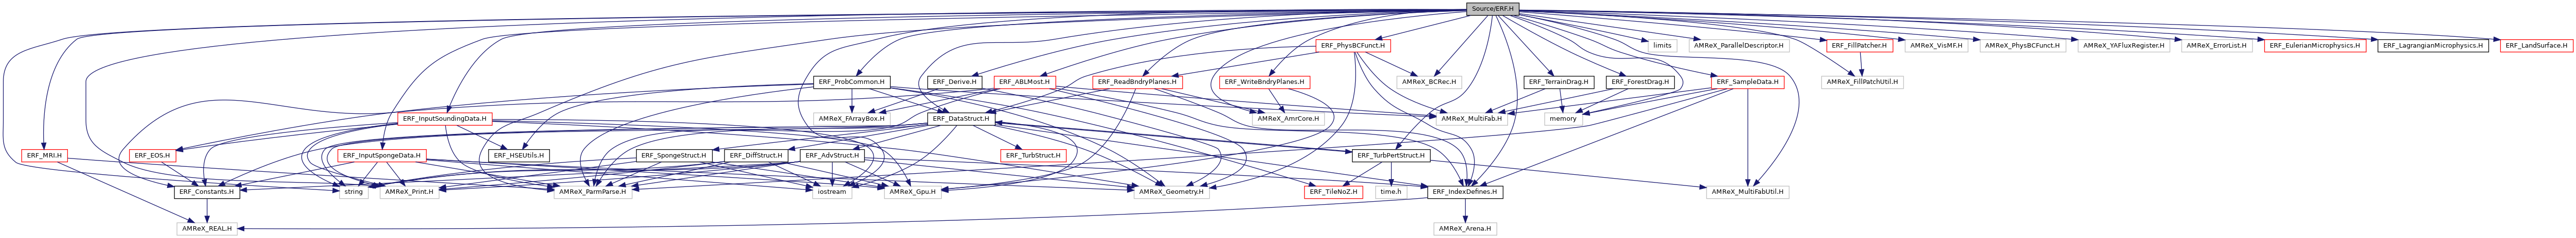 Source/ERF.H
ERF_PhysBCFunct.H
limits
AMReX_ParallelDescriptor.H
ERF_FillPatcher.H
AMReX_VisMF.H
AMReX_PhysBCFunct.H
AMReX_YAFluxRegister.H
AMReX_ErrorList.H
ERF_EulerianMicrophysics.H
ERF_LagrangianMicrophysics.H
ERF_LandSurface.H
ERF_ProbCommon.H
ERF_Derive.H
ERF_ABLMost.H
ERF_ReadBndryPlanes.H
ERF_WriteBndryPlanes.H
AMReX_BCRec.H
ERF_TerrainDrag.H
ERF_ForestDrag.H
ERF_SampleData.H
AMReX_FillPatchUtil.H
ERF_InputSoundingData.H
AMReX_FArrayBox.H
ERF_DataStruct.H
AMReX_AmrCore.H
AMReX_MultiFab.H
memory
ERF_MRI.H
ERF_EOS.H
ERF_InputSpongeData.H
ERF_HSEUtils.H
ERF_SpongeStruct.H
ERF_DiffStruct.H
ERF_AdvStruct.H
ERF_TurbStruct.H
ERF_TurbPertStruct.H
ERF_Constants.H
string
AMReX_Print.H
AMReX_ParmParse.H
iostream
AMReX_Gpu.H
AMReX_Geometry.H
ERF_TileNoZ.H
time.h
ERF_IndexDefines.H
AMReX_MultiFabUtil.H
AMReX_REAL.H
AMReX_Arena.H